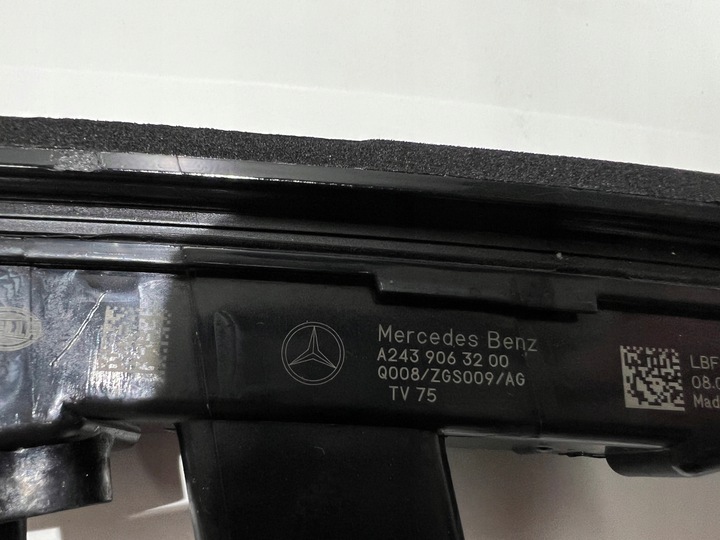 Mercedes Benz
A243 906 32 00
Q008/ZGS009/AG
TV 75
LBF
08.0
Mad